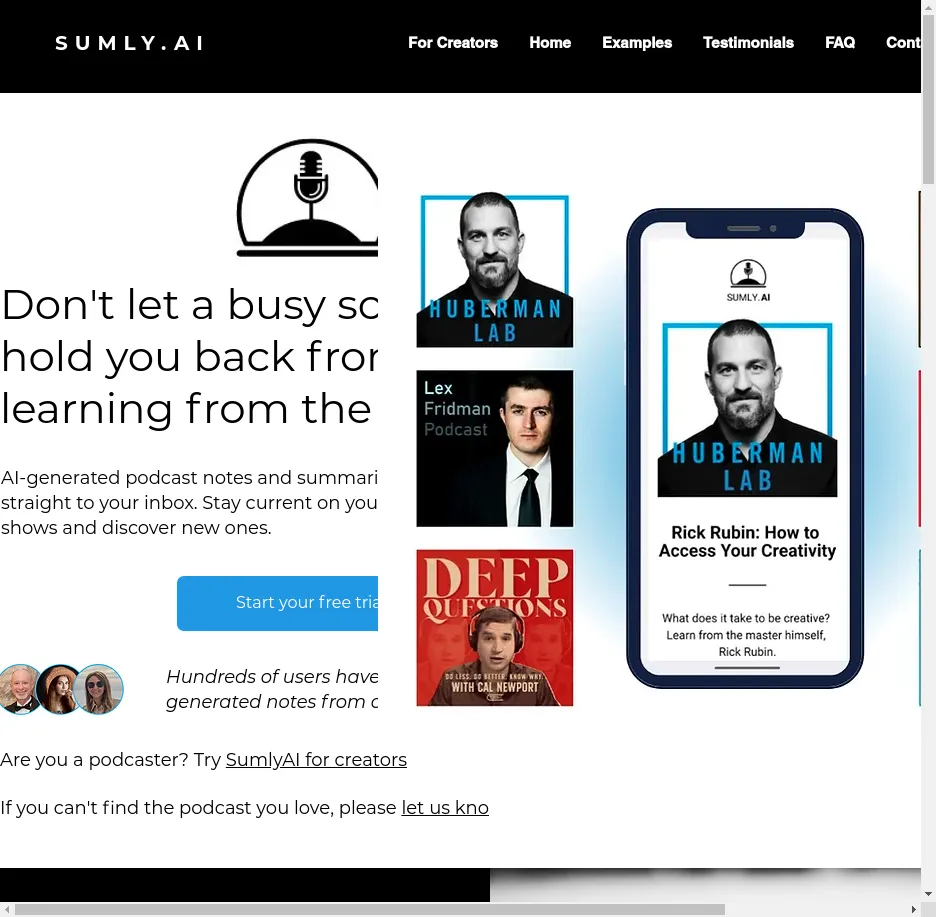 SUMLY.AI
For Creators Home Examples Testimonials FAQ Cont
Don't let a busy sc
hold you back from
learning from the
AI-generated podcast notes and summari
straight to your inbox. Stay current on you
shows and discover new ones.
Start your free tria
Hundreds of users have
generated notes from
Are you a podcaster? Try SumlyAI for creators
If you can't find the podcast you love, please let us kno
HUBERMAN
LAB
Lex
Fridman
Podcast
DEEP
QUESTIONS
DO LESS. DO BETTER. KNOW WHY.
WITH CAL NEWPORT
SUMLY.AI
HUBERMAN
LAB
Rick Rubin: How to
Access Your Creativity
What does it take to be creative?
Learn from the master himself,
Rick Rubin.